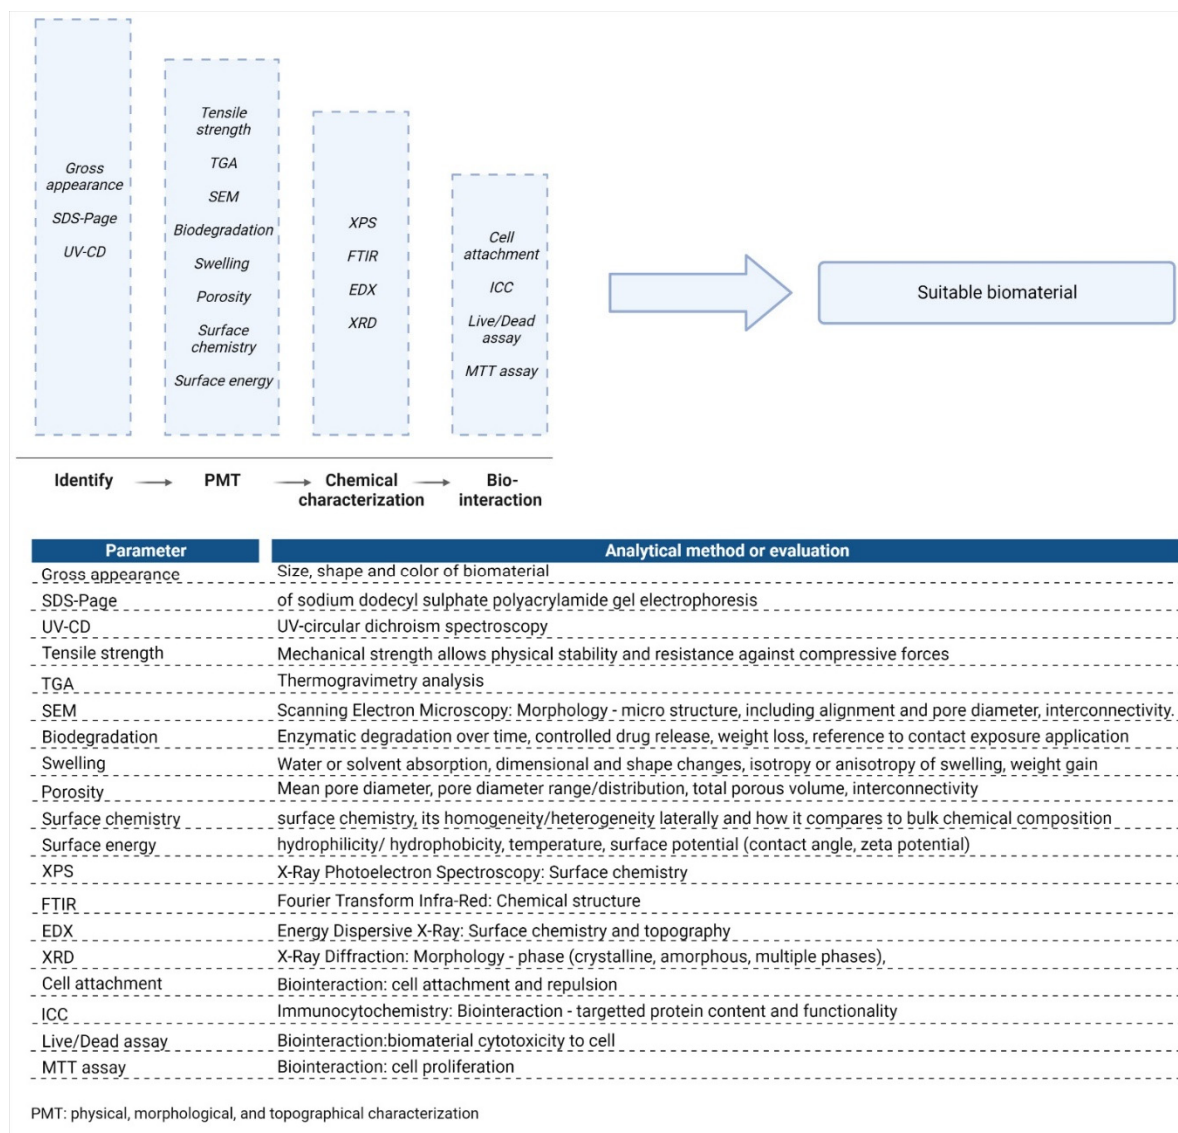 Gross
appearance
SDS-Page
UV-CD
Tensile
strength
TGA
SEM
Biodegradation
Swelling
Porosity
Surface
chemistry
Surface energy
XPS
FTIR
EDX
XRD
Cell
attachment
ICC
Live/Dead
assay
MTT assay
Suitable biomaterial
Identify
PMT
Chemical
characterization
Bio-
interaction
Parameter Analytical method or evaluation
Gross appearance Size, shape and color of biomaterial
SDS-Page of sodium dodecyl sulphate polyacrylamide gel electrophoresis
UV-CD UV-circular dichroism spectroscopy
Tensile strength Mechanical strength allows physical stability and resistance against compressive forces
TGA Thermogravimetry analysis
SEM Scanning Electron Microscopy: Morphology - micro structure, including alignment and pore diameter, interconnectivity.
Biodegradation Enzymatic degradation over time, controlled drug release, weight loss, reference to contact exposure application
Swelling Water or solvent absorption, dimensional and shape changes, isotropy or anisotropy of swelling, weight gain
Porosity Mean pore diameter, pore diameter range/distribution, total porous volume, interconnectivity
Surface chemistry surface chemistry, its homogeneity/heterogeneity laterally and how it compares to bulk chemical composition
Surface energy hydrophilicity/ hydrophobicity, temperature, surface potential (contact angle, zeta potential)
XPS X-Ray Photoelectron Spectroscopy: Surface chemistry
FTIR Fourier Transform Infra-Red: Chemical structure
EDX Energy Dispersive X-Ray: Surface chemistry and topography
XRD X-Ray Diffraction: Morphology - phase (crystalline, amorphous, multiple phases),
Cell attachment Biointeraction: cell attachment and repulsion
ICC Immunocytochemistry: Biointeraction - targetted protein content and functionality
Live/Dead assay Biointeraction:biomaterial cytotoxicity to cell
MTT assay Biointeraction: cell proliferation
PMT: physical, morphological, and topographical characterization